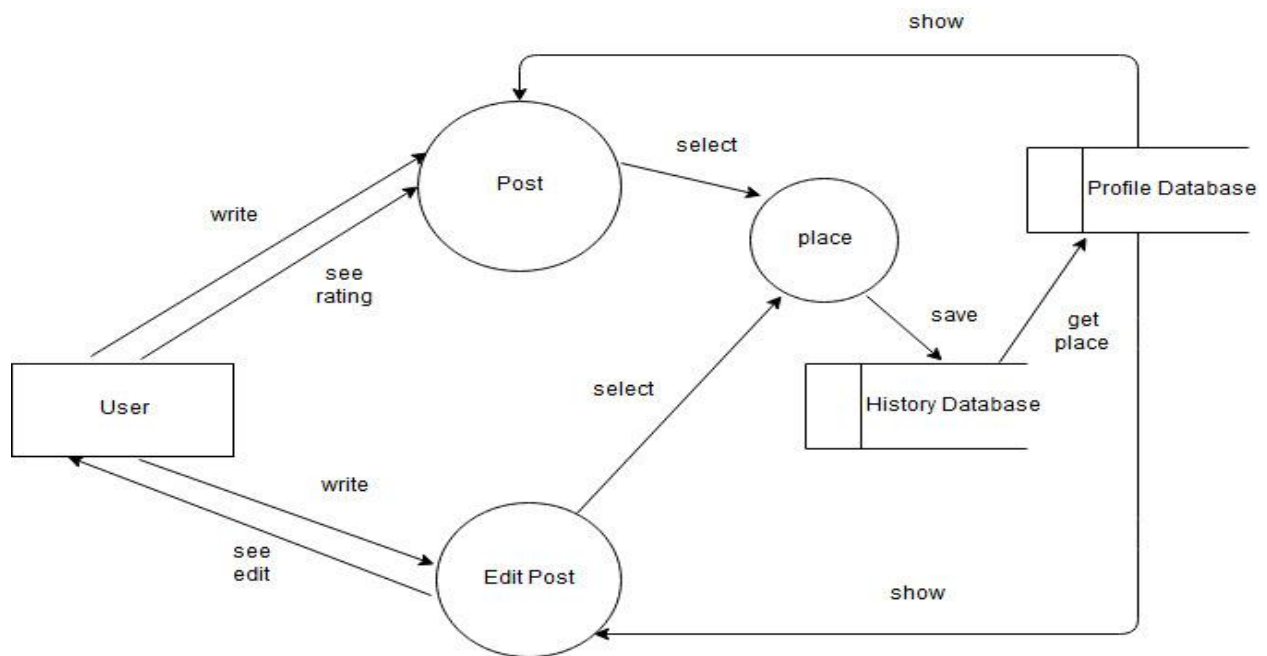 show
select
Post
Profile Database
write
place
see
rating
save
get
place
select
User
History Database
write
see
edit
Edit Post
show